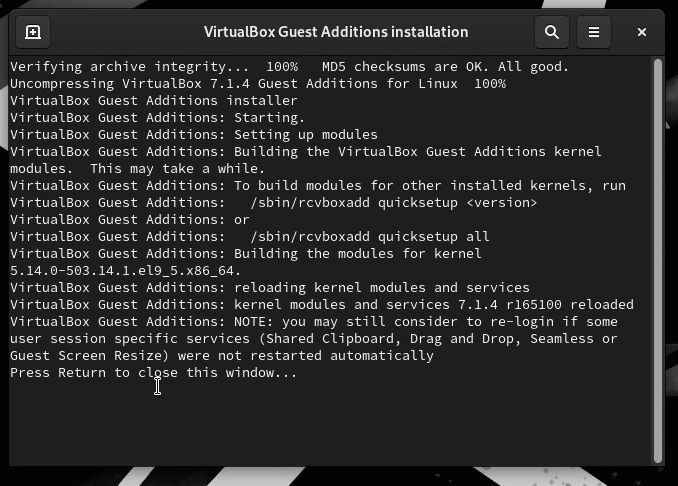 VirtualBox Guest Additions installation
Verifying archive integrity...  100%   MD5 checksums are OK. All good.
Uncompressing VirtualBox 7.1.4 Guest Additions for Linux  100%
VirtualBox Guest Additions installer
VirtualBox Guest Additions: Starting.
VirtualBox Guest Additions: Setting up modules
VirtualBox Guest Additions: Building the VirtualBox Guest Additions kernel
modules.  This may take a while.
VirtualBox Guest Additions: To build modules for other installed kernels, run
VirtualBox Guest Additions:   /sbin/rcvboxadd quicksetup <version>
VirtualBox Guest Additions: or
VirtualBox Guest Additions:   /sbin/rcvboxadd quicksetup all
VirtualBox Guest Additions: Building the modules for kernel
5.14.0-503.14.1.el9_5.x86_64.
VirtualBox Guest Additions: reloading kernel modules and services
VirtualBox Guest Additions: kernel modules and services 7.1.4 r165100 reloaded
VirtualBox Guest Additions: NOTE: you may still consider to re-login if some
user session specific services (Shared Clipboard, Drag and Drop, Seamless or
Guest Screen Resize) were not restarted automatically
Press Return to close this window...